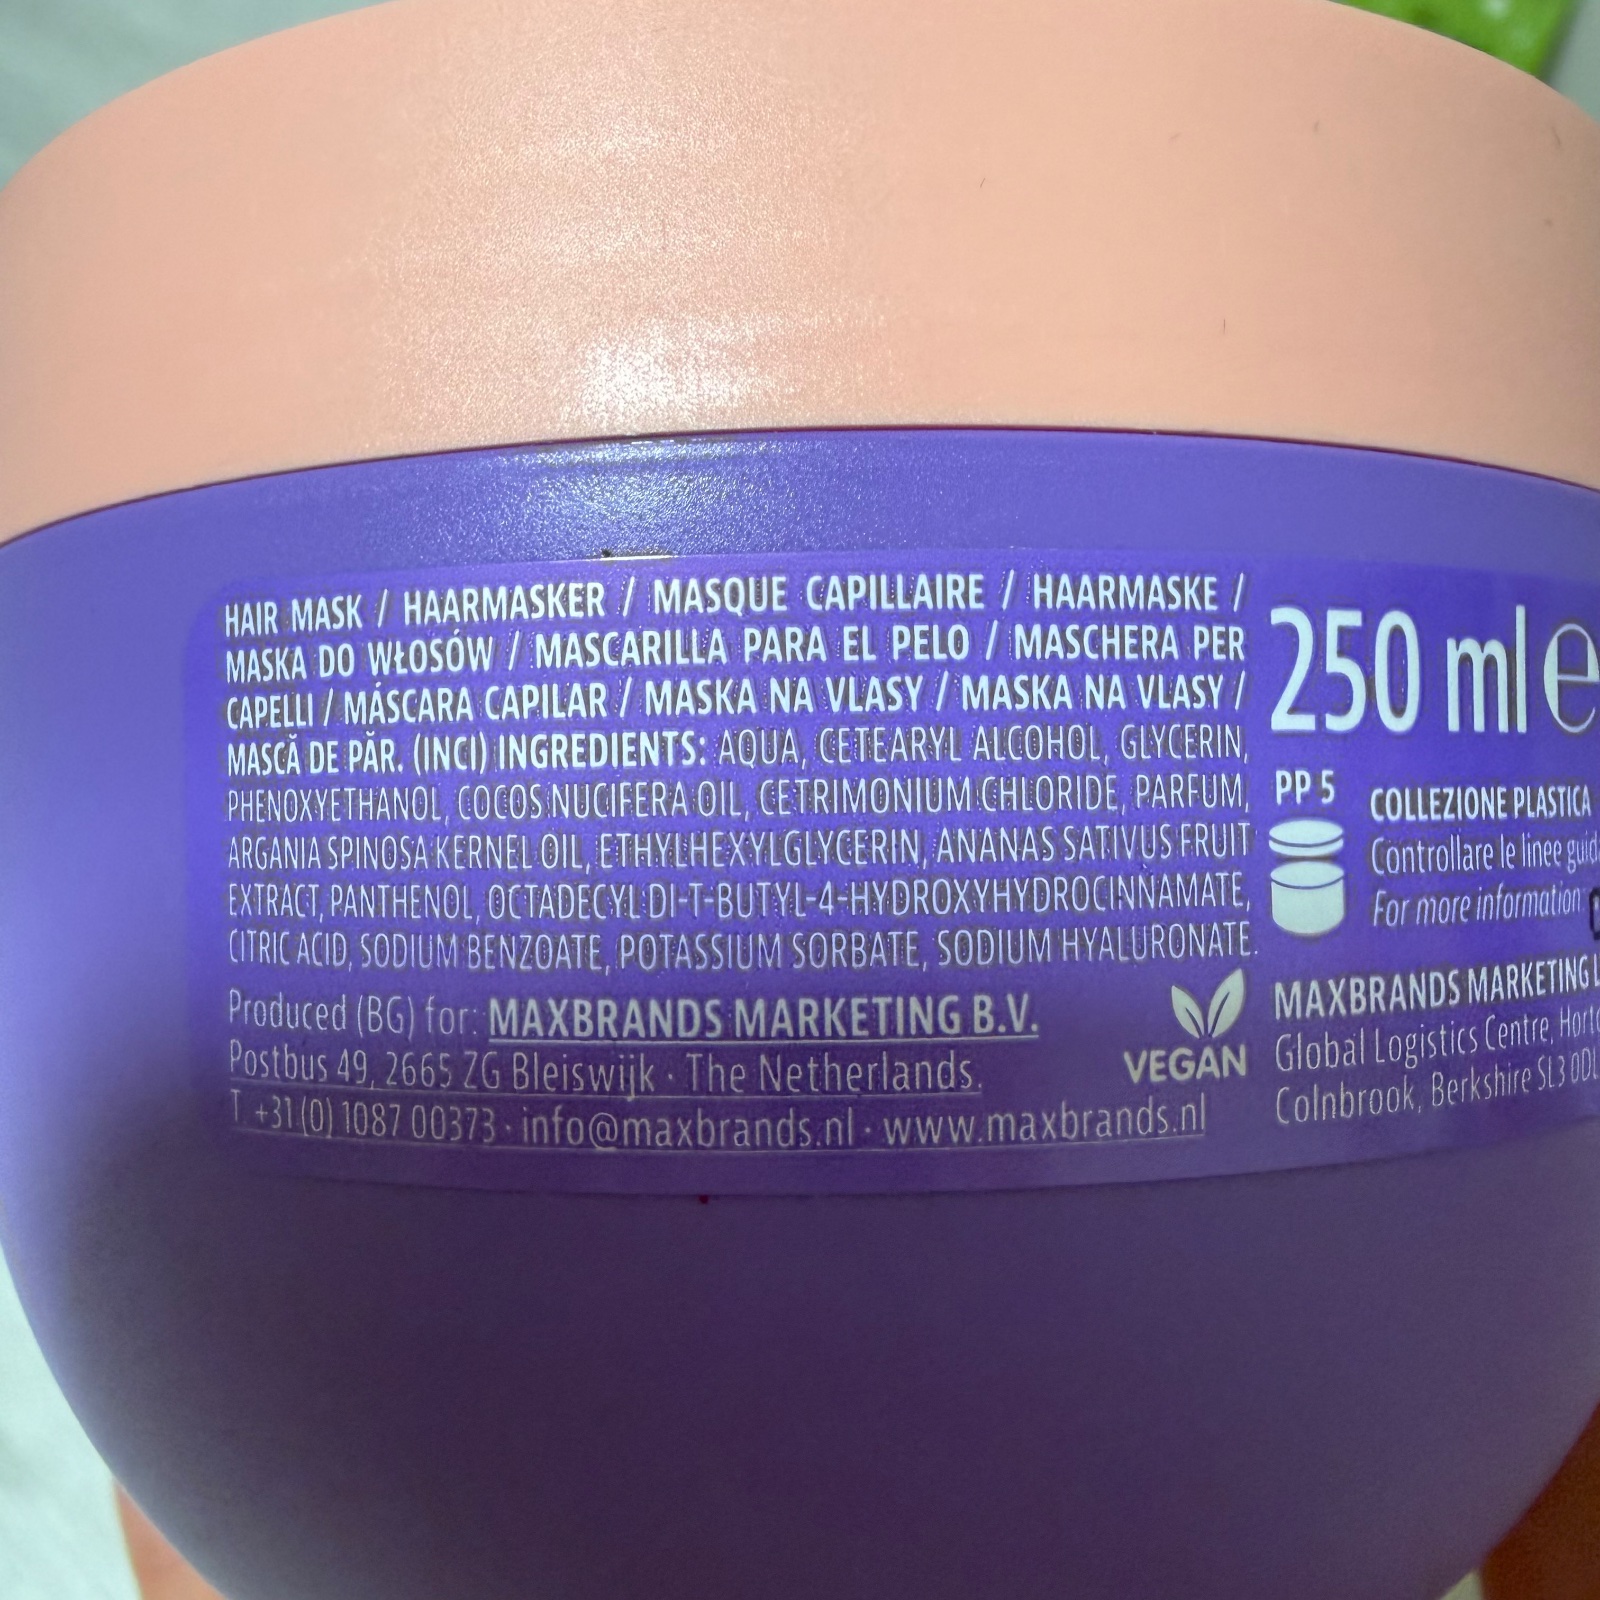 HAIR MASK / HAARMASKER / MASQUE CAPILLAIRE / HAARMASKE /
MASKA DO WŁOSÓW / MASCARILLA PARA EL PELO / MASCHERA PER
CAPELLI / MÁSCARA CAPILAR / MASKA NA VLASY / MASKA NA VLASY /
MASCĂ DE PĂR. (INCI) INGREDIENTS: AQUA, CETEARYL ALCOHOL, GLYCERIN,
PHENOXYETHANOL, COCOS NUCIFERA OIL, CETRIMONIUM CHLORIDE, PARFUM,
ARGANIA SPINOSA KERNEL OIL, ETHYLHEXYLGLYCERIN, ANANAS SATIVUS FRUIT
EXTRACT, PANTHENOL, OCTADECYL DI-T-BUTYL-4-HYDROXYHYDROCINNAMATE,
CITRIC ACID, SODIUM BENZOATE, POTASSIUM SORBATE, SODIUM HYALURONATE.
Produced (BG) for: MAXBRANDS MARKETING B.V.
Postbus 49, 2665 ZG Bleiswijk · The Netherlands.
T +31 (0) 1087 00373 · info@maxbrands.nl · www.maxbrands.nl
VEGAN
250 ml e
PP 5
COLLEZIONE PLASTICA
Controllare le linee
For more information
MAXBRANDS MARKETING
Global Logistics Centre,
Colnbrook, Berkshire SL3 0DL